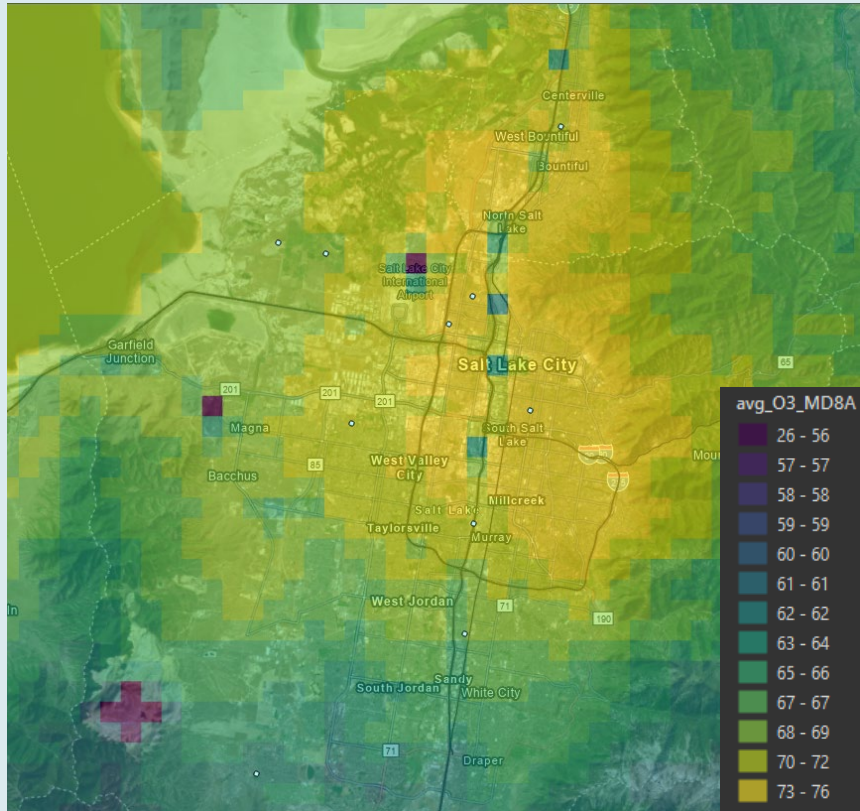 Centerville
West Bountiful
Bountiful
North Salt
Lake
Salt Lake City
International
Airport
Garfield
Junction
Salt Lake City
65
201
201
201
Magna
South Salt
Lake
85
West Valley
City
Bacchus
Millcreek
Salt Lake
Taylorsville
Murray
West Jordan
71
190
Sandy
South Jordan
White City
71
Draper
avg_O3_MD8A
26 - 56
57 - 57
58 - 58
59 - 59
60 - 60
61 - 61
62 - 62
63 - 64
65 - 66
67 - 67
68 - 69
70 - 72
73 - 76